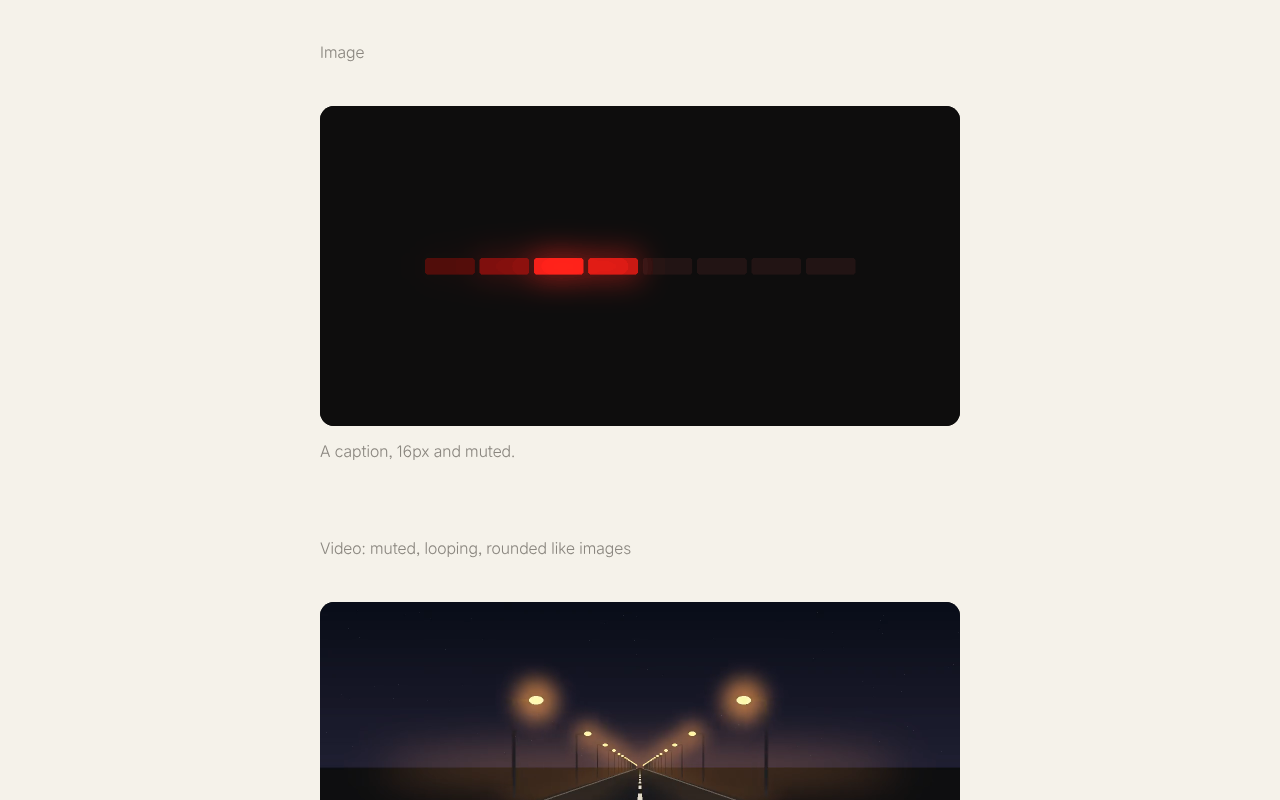 Image
A caption, 16px and muted.
Video: muted, looping, rounded like images